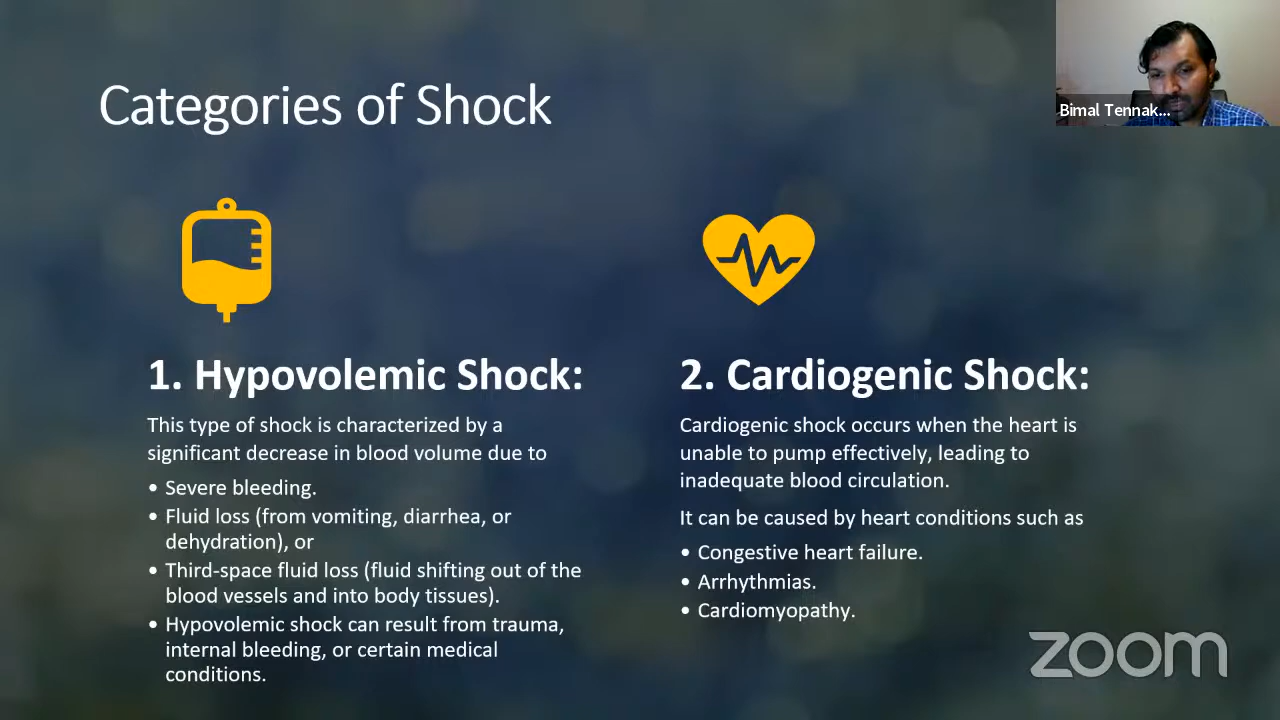 Categories of Shock
Bimal Tennak...
1. Hypovolemic Shock:
This type of shock is characterized by a
significant decrease in blood volume due to
• Severe bleeding.
• Fluid loss (from vomiting, diarrhea, or
dehydration), or
• Third-space fluid loss (fluid shifting out of the
blood vessels and into body tissues).
• Hypovolemic shock can result from trauma,
internal bleeding, or certain medical
conditions.
2. Cardiogenic Shock:
Cardiogenic shock occurs when the heart is
unable to pump effectively, leading to
inadequate blood circulation.
It can be caused by heart conditions such as
• Congestive heart failure.
• Arrhythmias.
• Cardiomyopathy.
zoom